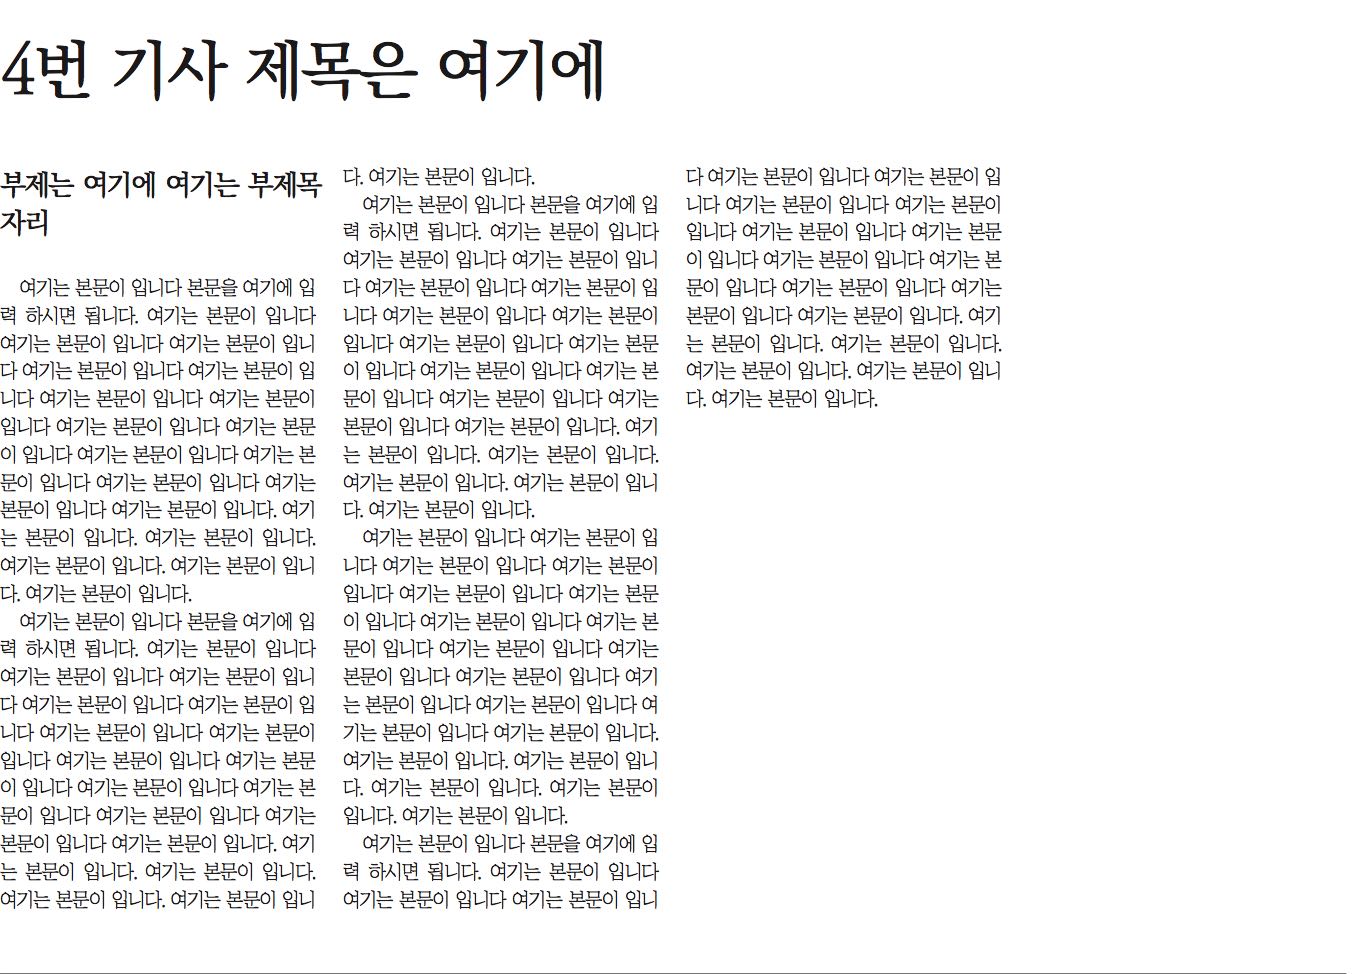 4번 기사 제목은 여기에
부제는 여기에 여기는 부제목
자리
여기는 본문이 입니다 본문을 여기에 입
력 하시면 됩니다. 여기는 본문이 입니다
여기는 본문이 입니다 여기는 본문이 입니
다 여기는 본문이 입니다 여기는 본문이 입
니다 여기는 본문이 입니다 여기는 본문이
입니다 여기는 본문이 입니다 여기는 본문
이 입니다 여기는 본문이 입니다 여기는 본
문이 입니다 여기는 본문이 입니다 여기는
본문이 입니다 여기는 본문이 입니다. 여기
는 본문이 입니다. 여기는 본문이 입니다.
여기는 본문이 입니다. 여기는 본문이 입니
다. 여기는 본문이 입니다.
여기는 본문이 입니다 본문을 여기에 입
력 하시면 됩니다. 여기는 본문이 입니다
여기는 본문이 입니다 여기는 본문이 입니
다 여기는 본문이 입니다 여기는 본문이 입
니다 여기는 본문이 입니다 여기는 본문이
입니다 여기는 본문이 입니다 여기는 본문
이 입니다 여기는 본문이 입니다 여기는 본
문이 입니다 여기는 본문이 입니다 여기는
본문이 입니다 여기는 본문이 입니다. 여기
는 본문이 입니다. 여기는 본문이 입니다.
여기는 본문이 입니다. 여기는 본문이 입니
다. 여기는 본문이 입니다.
여기는 본문이 입니다 본문을 여기에 입
력 하시면 됩니다. 여기는 본문이 입니다
여기는 본문이 입니다 여기는 본문이 입니
다 여기는 본문이 입니다 여기는 본문이 입
니다 여기는 본문이 입니다 여기는 본문이
입니다 여기는 본문이 입니다 여기는 본문
이 입니다 여기는 본문이 입니다 여기는 본
문이 입니다 여기는 본문이 입니다 여기는
본문이 입니다 여기는 본문이 입니다. 여기
는 본문이 입니다. 여기는 본문이 입니다.
여기는 본문이 입니다. 여기는 본문이 입니
다. 여기는 본문이 입니다.
여기는 본문이 입니다 여기는 본문이 입
니다 여기는 본문이 입니다 여기는 본문이
입니다 여기는 본문이 입니다 여기는 본문
이 입니다 여기는 본문이 입니다 여기는 본
문이 입니다 여기는 본문이 입니다 여기는
본문이 입니다 여기는 본문이 입니다 여기
는 본문이 입니다 여기는 본문이 입니다 여
기는 본문이 입니다 여기는 본문이 입니다.
여기는 본문이 입니다. 여기는 본문이 입니
다. 여기는 본문이 입니다. 여기는 본문이
입니다. 여기는 본문이 입니다.
여기는 본문이 입니다 본문을 여기에 입
력 하시면 됩니다. 여기는 본문이 입니다
여기는 본문이 입니다 여기는 본문이 입니
다 여기는 본문이 입니다 여기는 본문이 입
니다 여기는 본문이 입니다 여기는 본문이
입니다 여기는 본문이 입니다 여기는 본문
이 입니다 여기는 본문이 입니다 여기는 본
문이 입니다 여기는 본문이 입니다 여기는
본문이 입니다 여기는 본문이 입니다. 여기
는 본문이 입니다. 여기는 본문이 입니다.
여기는 본문이 입니다. 여기는 본문이 입니
다. 여기는 본문이 입니다.